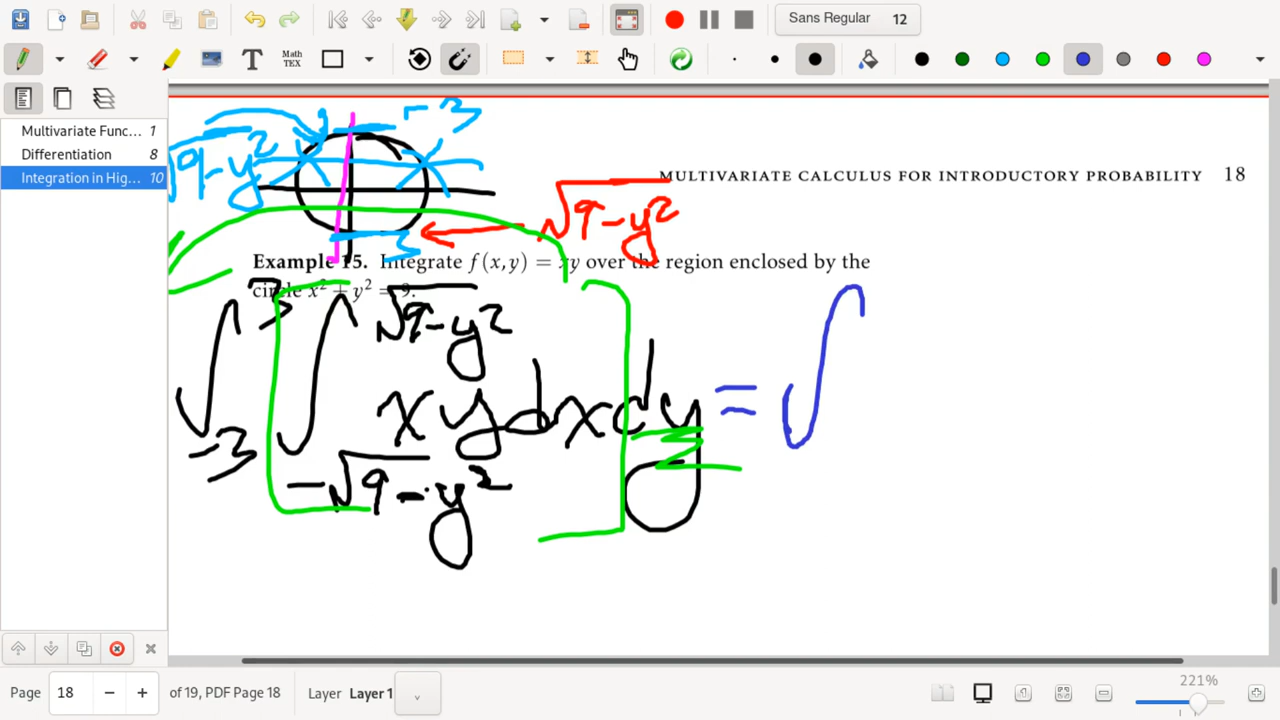 Sans Regular 12
T Math TEX
Multivariate Func... 1
Differentiation 8
Integration in Hig... 10
-3
√9-y²
MULTIVARIATE CALCULUS FOR INTRODUCTORY PROBABILITY 18
√9-y²
3
Example 15. Integrate f(x,y) = xy over the region enclosed by the
circle x² + y² = 9.
∫ 3 ∫ √9-y²
xy dx dy = ∫
-3 -√9-y²
Page 18 of 19, PDF Page 18 Layer Layer 1
221%